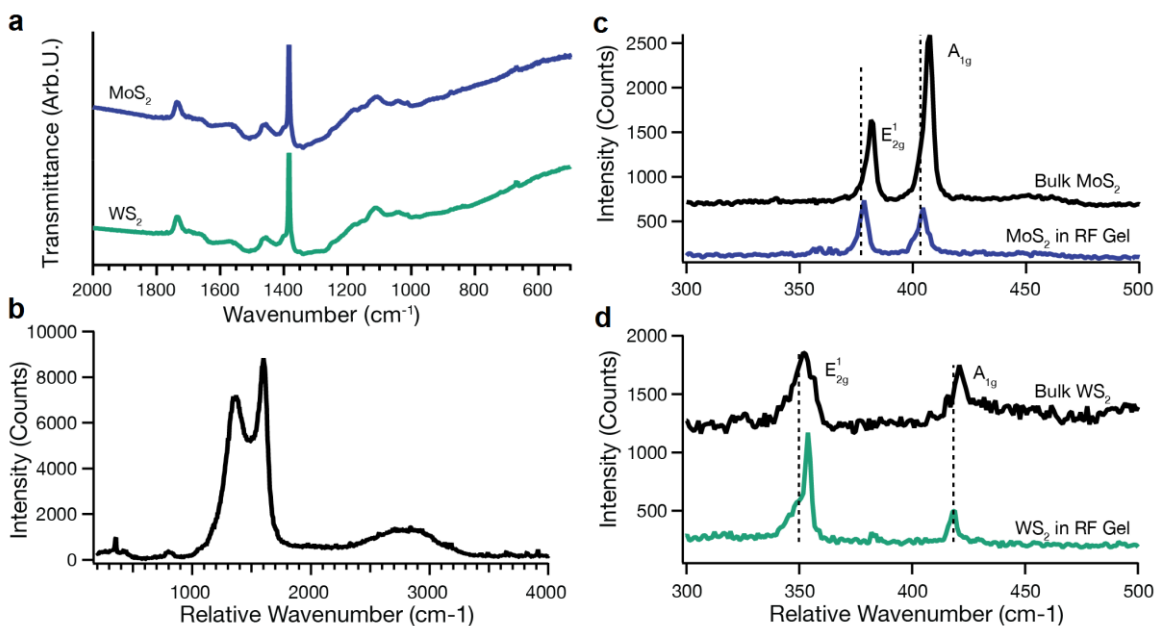 a
Transmittance (Arb.U.)
MoS₂
WS₂
2000 1800 1600 1400 1200 1000 800 600
Wavenumber (cm⁻¹)
b
Intensity (Counts)
10000
8000
6000
4000
2000
0
1000 2000 3000 4000
Relative Wavenumber (cm-1)
c
Intensity (Counts)
2500
2000
1500
1000
500
E¹₂g
A₁g
Bulk MoS₂
MoS₂ in RF Gel
300 350 400 450 500
d
Intensity (Counts)
2000
1500
1000
500
E¹₂g
A₁g
Bulk WS₂
WS₂ in RF Gel
300 350 400 450 500
Relative Wavenumber (cm-1)